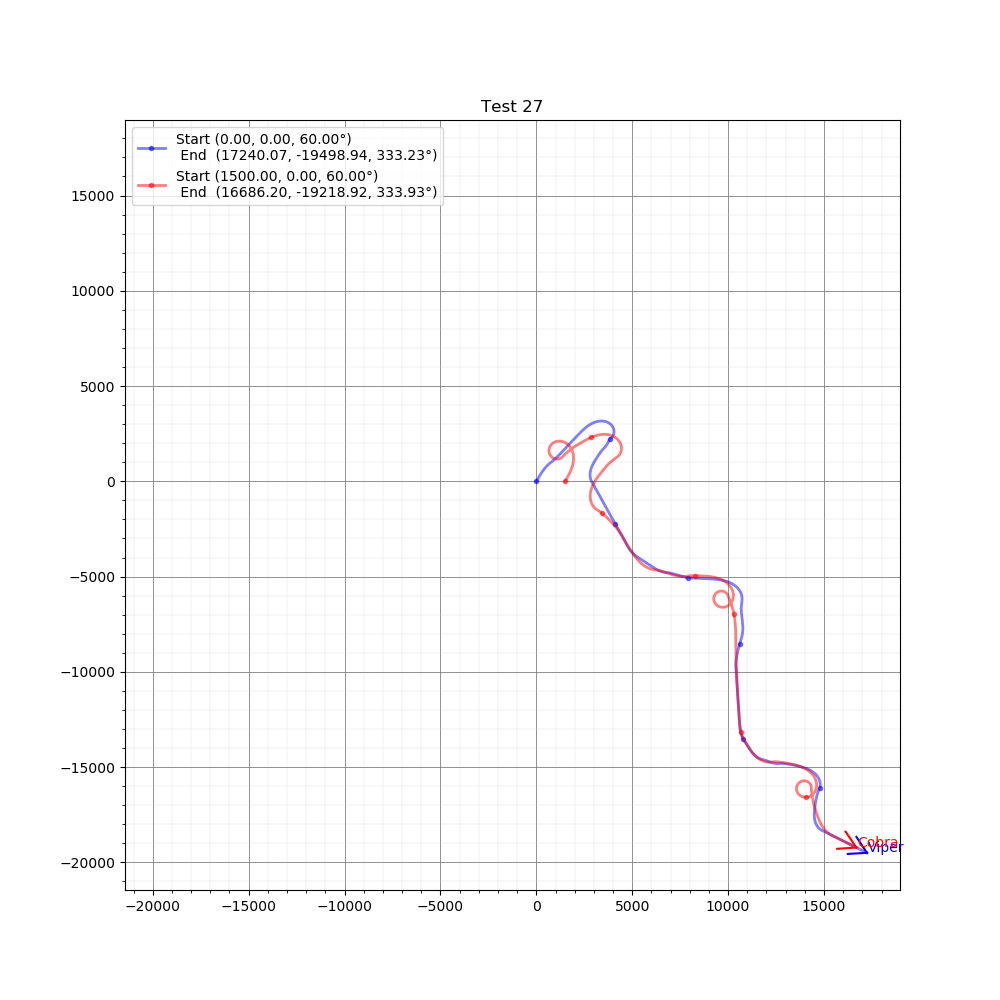 Test 27
Start (0.00, 0.00, 60.00°)
End (17240.07, -19498.94, 333.23°)
Start (1500.00, 0.00, 60.00°)
End (16686.20, -19218.92, 333.93°)
15000
10000
5000
0
−5000
−10000
−15000
−20000
Cobra
Viper
−20000 −15000 −10000 −5000 0 5000 10000 15000